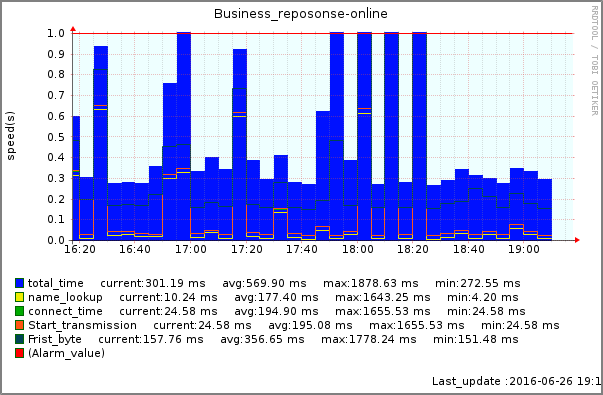 Business_reposonse-online
RRDTOOL / TOBI OETIKER
speed(s)
1.0
0.9
0.8
0.7
0.6
0.5
0.4
0.3
0.2
0.1
0.0
16:20 16:40 17:00 17:20 17:40 18:00 18:20 18:40 19:00
total_time current:301.19 ms avg:569.90 ms max:1878.63 ms min:272.55 ms
name_lookup current:10.24 ms avg:177.40 ms max:1643.25 ms min:4.20 ms
connect_time current:24.58 ms avg:194.90 ms max:1655.53 ms min:24.58 ms
Start_transmission current:24.58 ms avg:195.08 ms max:1655.53 ms min:24.58 ms
Frist_byte current:157.76 ms avg:356.65 ms max:1778.24 ms min:151.48 ms
(Alarm_value)
Last_update :2016-06-26 19:1